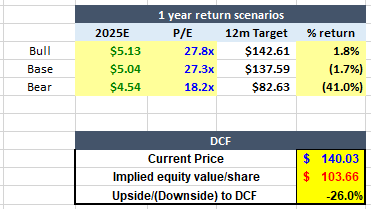 1 year return scenarios
2025E P/E 12m Target % return
Bull $5.13 27.8x $142.61 1.8%
Base $5.04 27.3x $137.59 (1.7%)
Bear $4.54 18.2x $82.63 (41.0%)
DCF
Current Price $ 140.03
Implied equity value/share $ 103.66
Upside/(Downside) to DCF -26.0%